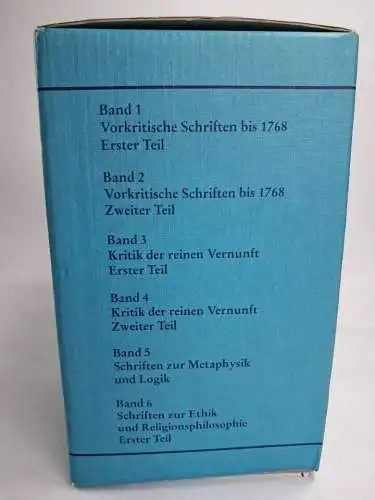 Band 1
Vorkritische Schriften bis 1768
Erster Teil
Band 2
Vorkritische Schriften bis 1768
Zweiter Teil
Band 3
Kritik der reinen Vernunft
Erster Teil
Band 4
Kritik der reinen Vernunft
Zweiter Teil
Band 5
Schriften zur Metaphysik
und Logik
Band 6
Schriften zur Ethik
und Religionsphilosophie
Erster Teil